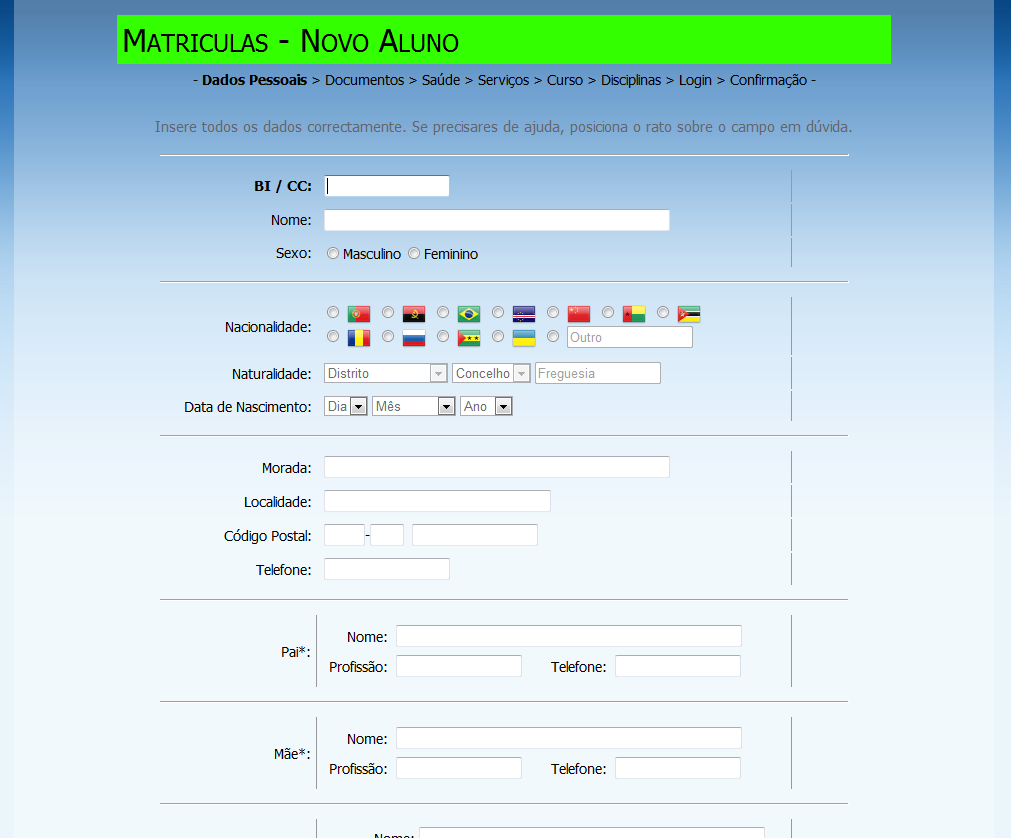 Matriculas - Novo Aluno
- Dados Pessoais > Documentos > Saúde > Serviços > Curso > Disciplinas > Login > Confirmação -
Insere todos os dados correctamente. Se precisares de ajuda, posiciona o rato sobre o campo em dúvida.
BI / CC:
Nome:
Sexo: Masculino Feminino
Nacionalidade:
Outro
Naturalidade: Distrito Concelho Freguesia
Data de Nascimento: Dia Mês Ano
Morada:
Localidade:
Código Postal: -
Telefone:
Pai*:
Nome:
Profissão: Telefone:
Mãe*:
Nome:
Profissão: Telefone:
Nome: